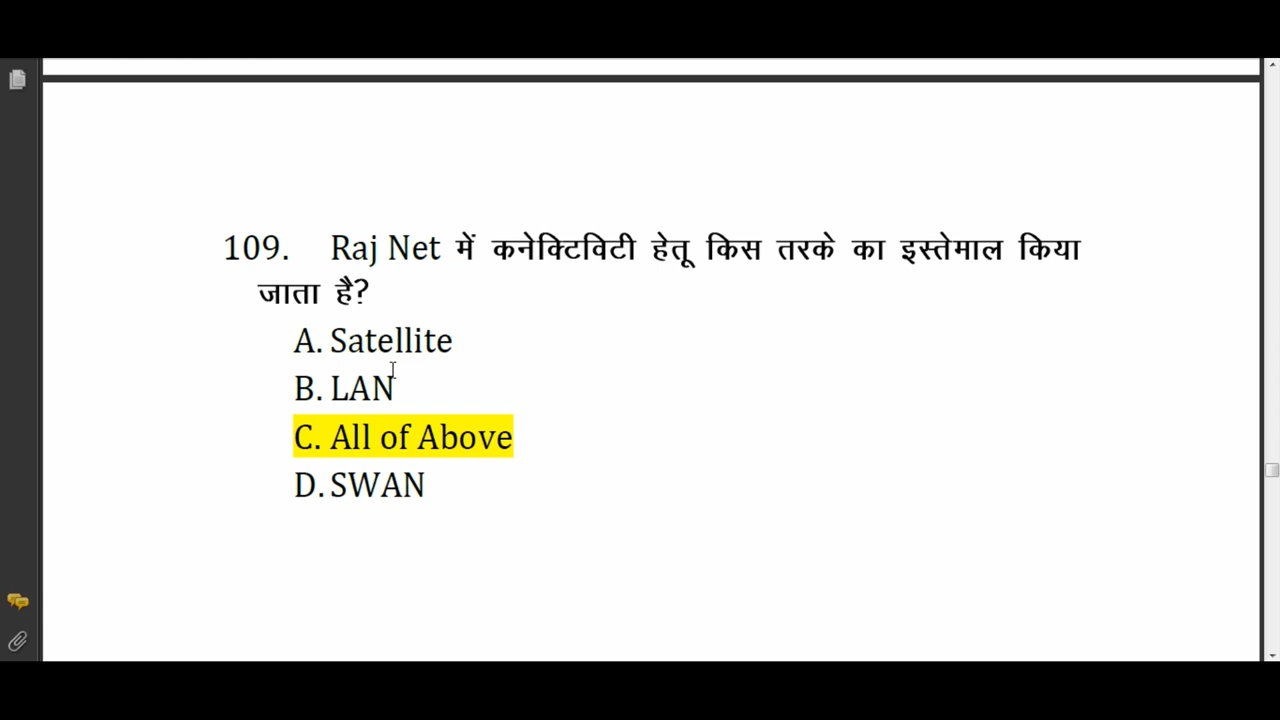 109. Raj Net में कनेक्टिविटी हेतू किस तरके का इस्तेमाल किया
जाता है?
A. Satellite
B. LAN
C. All of Above
D. SWAN